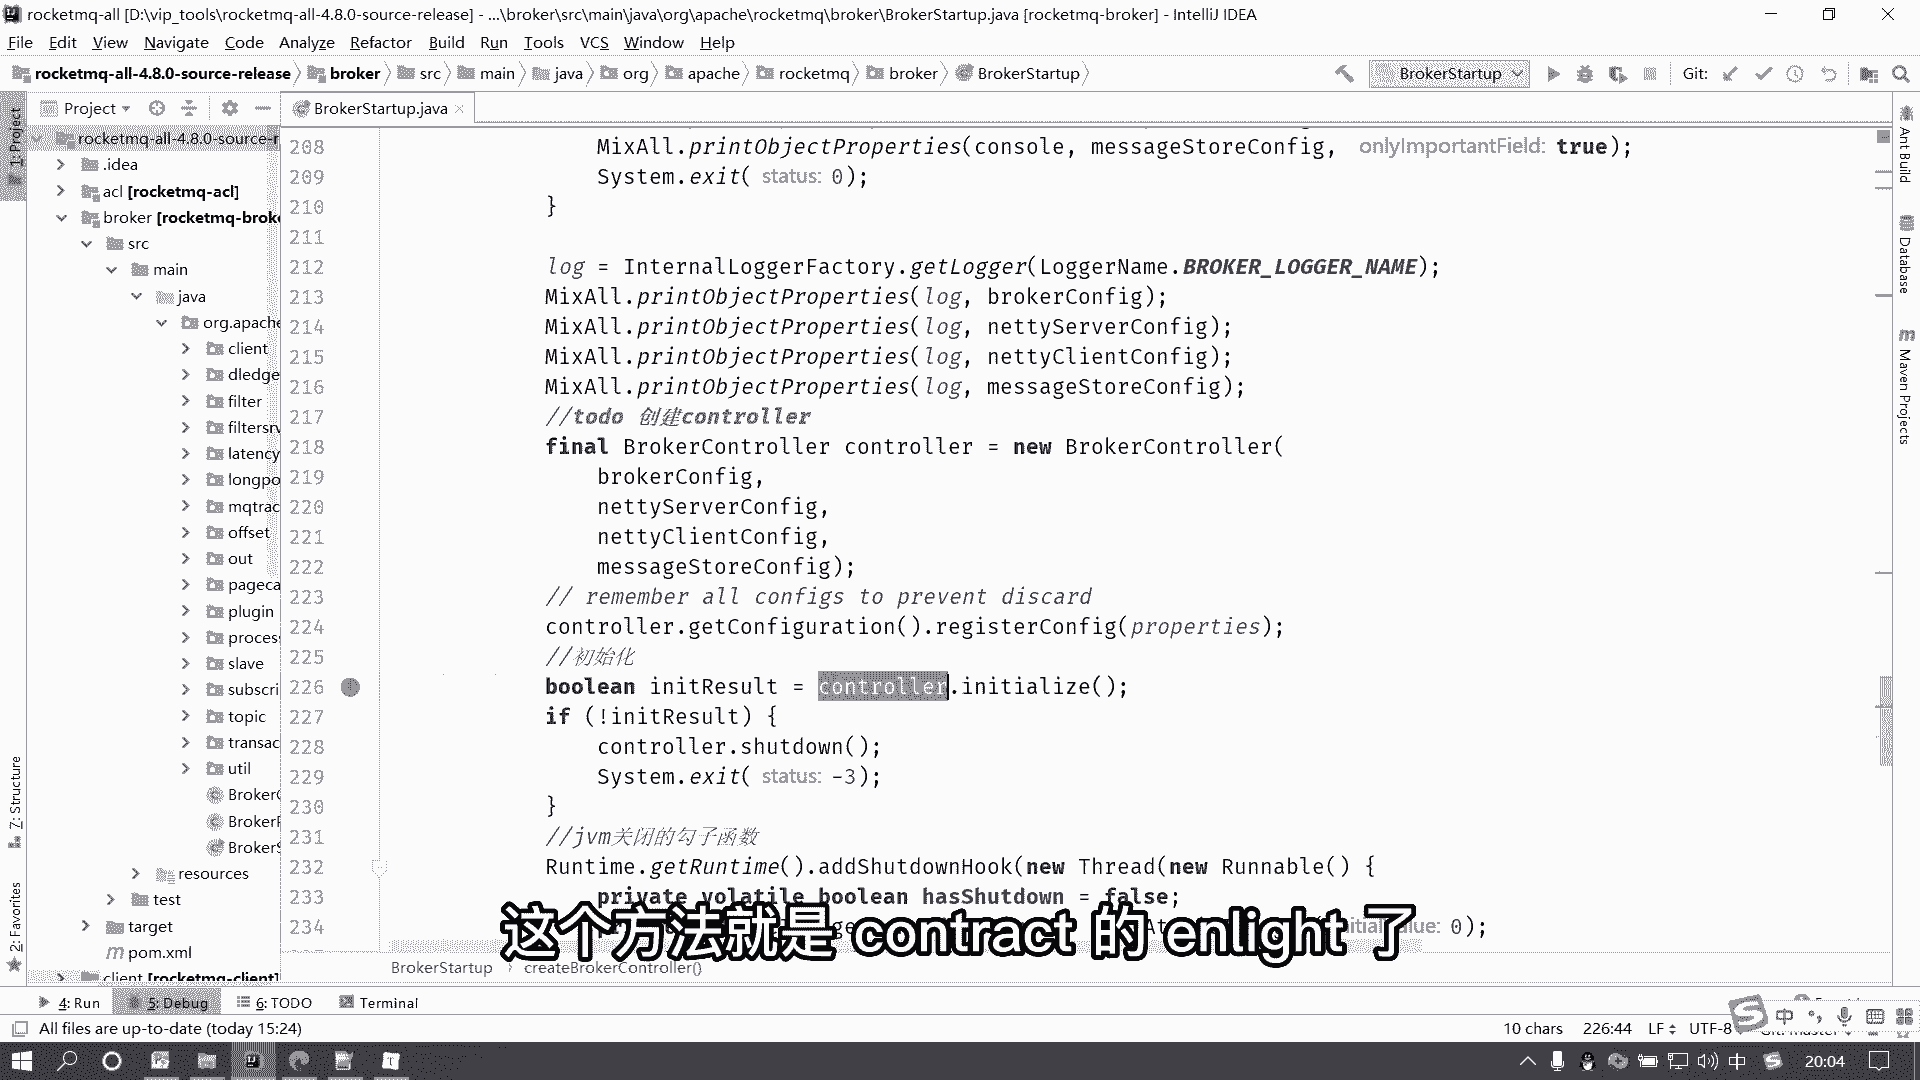 rocketmq-all [D:\vip_tools\rocketmq-all-4.8.0-source-release] - ...\broker\src\main\java\org\apache\rocketmq\broker\BrokerStartup.java [rocketmq-broker] - IntelliJ IDEA
File Edit View Navigate Code Analyze Refactor Build Run Tools VCS Window Help
rocketmq-all-4.8.0-source-release broker src main java org apache rocketmq broker BrokerStartup BrokerStartup Git:
Project BrokerStartup.java
1: Project
7: Structure
2: Favorites
rocketmq-all-4.8.0-source-r
.idea
acl [rocketmq-acl]
broker [rocketmq-broke
src
main
java
org.apache
client
dledge
filter
filtersrv
latency
longpo
mqtrac
offset
out
pageca
plugin
process
slave
subscri
topic
transac
util
Broker
Broker
Broker
resources
test
target
pom.xml
client [rocketmq-client]
208 MixAll.printObjectProperties(console, messageStoreConfig, onlyImportantField: true);
209 System.exit( status: 0);
210 }
211
212 log = InternalLoggerFactory.getLogger(LoggerName.BROKER_LOGGER_NAME);
213 MixAll.printObjectProperties(log, brokerConfig);
214 MixAll.printObjectProperties(log, nettyServerConfig);
215 MixAll.printObjectProperties(log, nettyClientConfig);
216 MixAll.printObjectProperties(log, messageStoreConfig);
217 //todo 创建controller
218 final BrokerController controller = new BrokerController(
219 brokerConfig,
220 nettyServerConfig,
221 nettyClientConfig,
222 messageStoreConfig);
223 // remember all configs to prevent discard
224 controller.getConfiguration().registerConfig(properties);
225 //初始化
226 boolean initResult = controller.initialize();
227 if (!initResult) {
228 controller.shutdown();
229 System.exit( status: -3);
230 }
231 //jvm关闭的勾子函数
232 Runtime.getRuntime().addShutdownHook(new Thread(new Runnable() {
233 private volatile boolean hasShutdown = false;
234 0);
这个方法就是 contract 的 enlight 了
BrokerStartup createBrokerController()
Ant Build
Database
Maven Projects
4: Run 5: Debug 6: TODO Terminal
All files are up-to-date (today 15:24) 10 chars 226:44 LF UTF-8
中
中 20:04